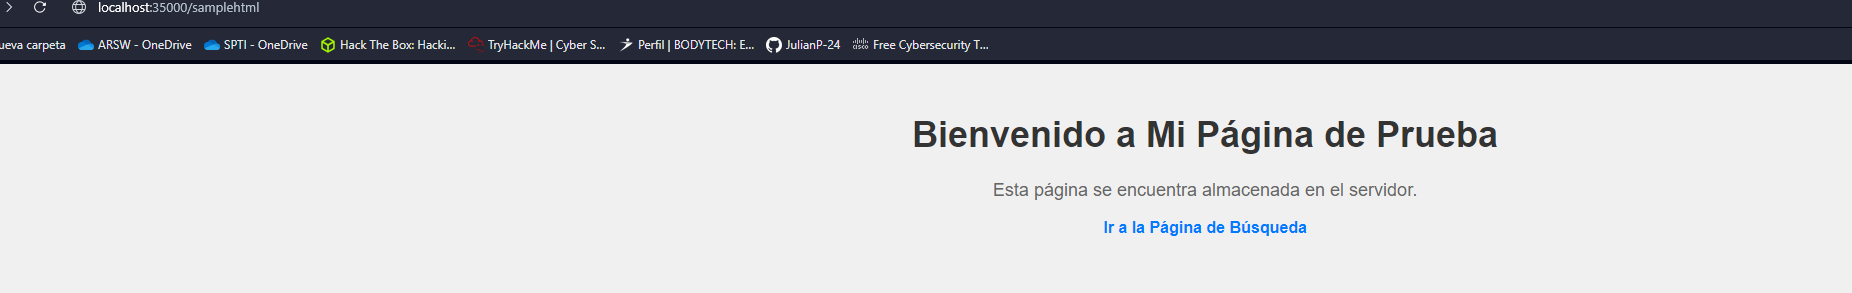 localhost:35000/samplehtml
ueva carpeta ARSW - OneDrive SPTI - OneDrive Hack The Box: Hacki... TryHackMe | Cyber S... Perfil | BODYTECH: E... JulianP-24 Free Cybersecurity T...
Bienvenido a Mi Página de Prueba
Esta página se encuentra almacenada en el servidor.
Ir a la Página de Búsqueda